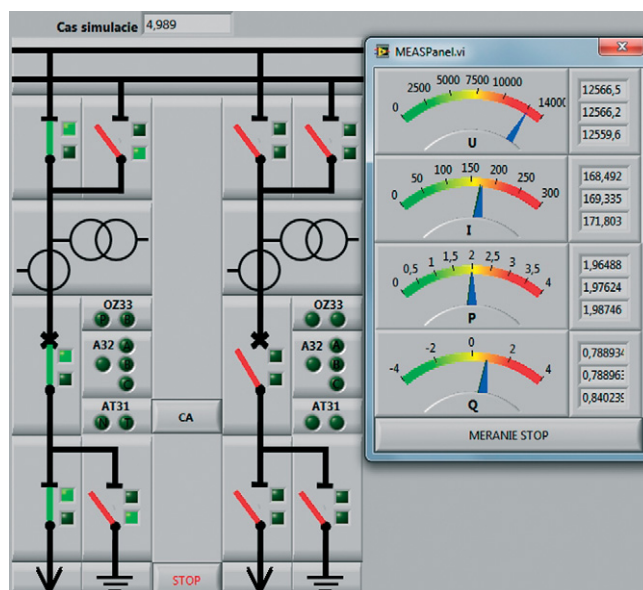 Cas simulacie 4,989
MEASPanel.vi
0 2500 5000 7500 10000 14000
U
12566,5
12566,2
12559,6
0 50 100 150 200 250 300
I
168,492
169,335
171,803
0 0,5 1 1,5 2 2,5 3 3,5 4
P
1,96488
1,97624
1,98746
-4 -2 0 2 4
Q
0,788934
0,788963
0,840239
MERANIE STOP
OZ33
A32
A
B
C
AT31
N T
CA
OZ33
A32
A
B
C
AT31
STOP